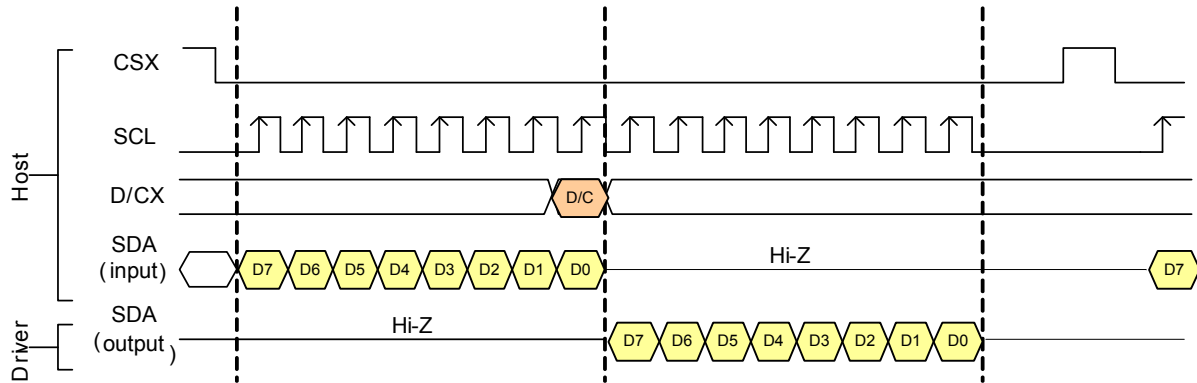 Host
CSX
SCL
D/CX
D/C
SDA
(input)
D7 D6 D5 D4 D3 D2 D1 D0
Hi-Z
D7
Driver
SDA
(output)
Hi-Z
D7 D6 D5 D4 D3 D2 D1 D0